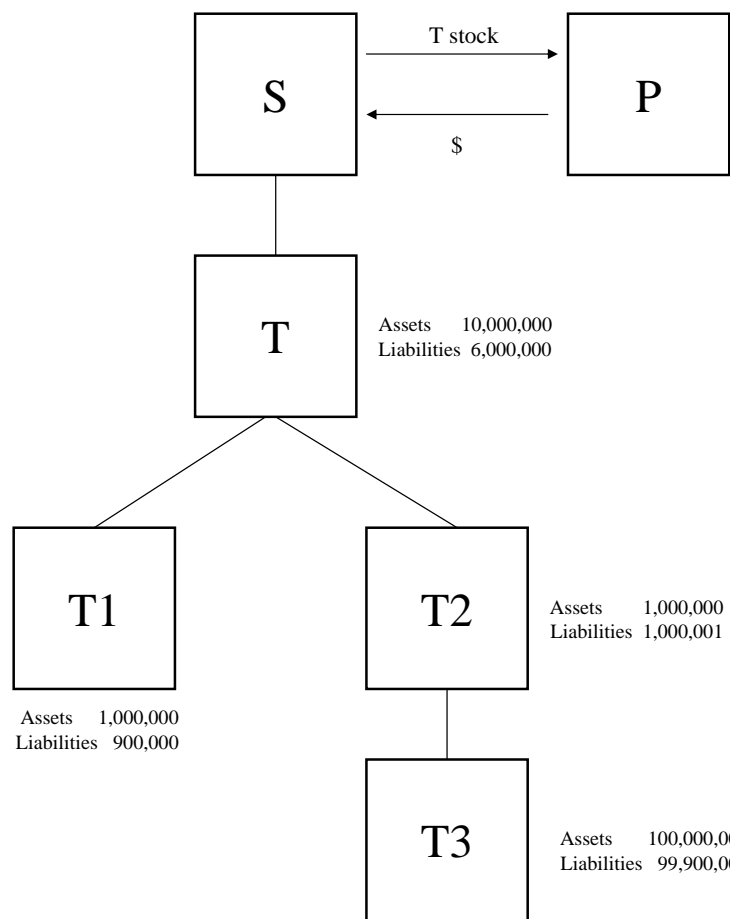 T stock
S
P
$
T
Assets 10,000,000
Liabilities 6,000,000
T1
T2
Assets 1,000,000
Liabilities 1,000,001
Assets 1,000,000
Liabilities 900,000
T3
Assets
Liabilities